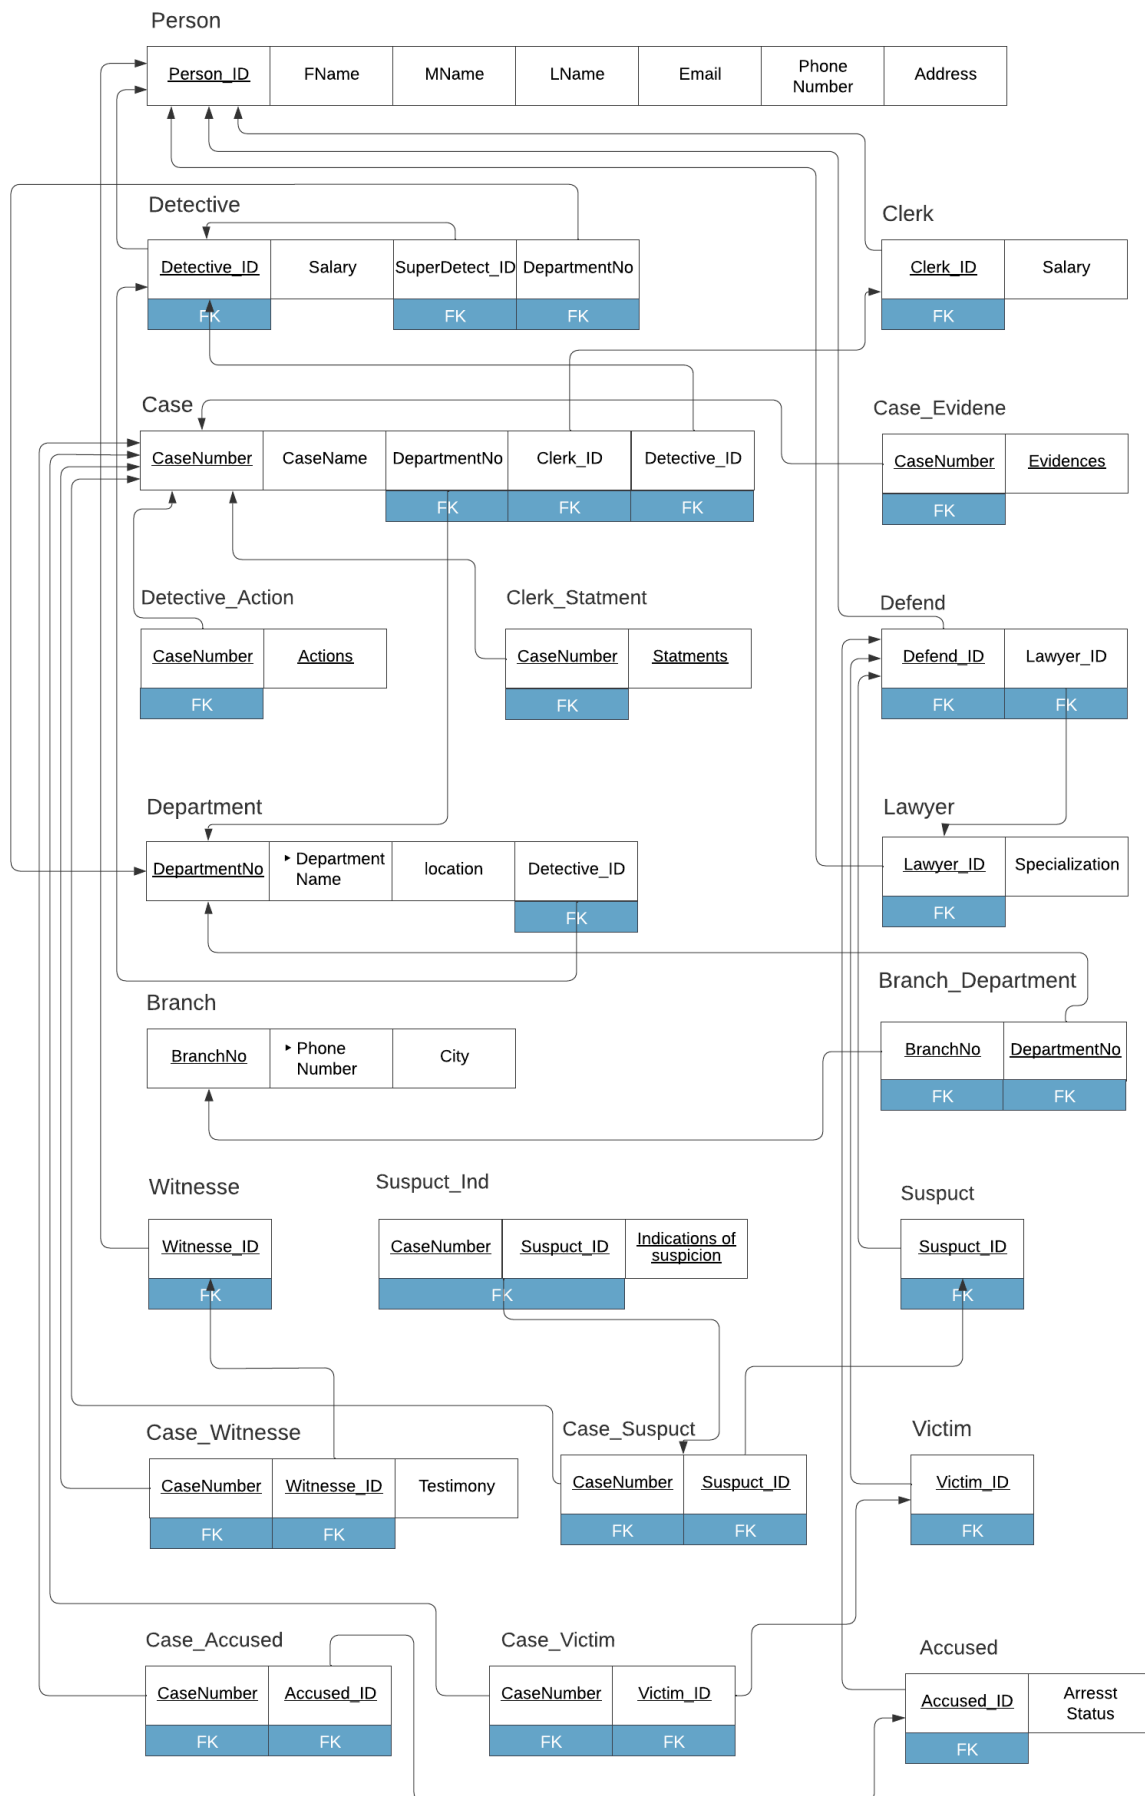 Person
Person_ID
FName
MName
LName
Email
Phone
Number
Address
Detective
Detective_ID
Salary
SuperDetect_ID
DepartmentNo
FK
FK
FK
Clerk
Clerk_ID
Salary
FK
Case
CaseNumber
CaseName
DepartmentNo
Clerk_ID
Detective_ID
FK
FK
FK
Case_Evidene
CaseNumber
Evidences
FK
Detective_Action
CaseNumber
Actions
FK
Clerk_Statment
CaseNumber
Statments
FK
Defend
Defend_ID
Lawyer_ID
FK
FK
Department
DepartmentNo
Department
Name
location
Detective_ID
FK
Lawyer
Lawyer_ID
Specialization
FK
Branch
BranchNo
Phone
Number
City
Branch_Department
BranchNo
DepartmentNo
FK
FK
Witnesse
Witnesse_ID
FK
Suspuct_Ind
CaseNumber
Suspuct_ID
Indications of
suspicion
FK
Suspuct
Suspuct_ID
FK
Case_Witnesse
CaseNumber
Witnesse_ID
Testimony
FK
FK
Case_Suspuct
CaseNumber
Suspuct_ID
FK
FK
Victim
Victim_ID
FK
Case_Accused
CaseNumber
Accused_ID
FK
FK
Case_Victim
CaseNumber
Victim_ID
FK
FK
Accused
Accused_ID
Arresst
Status
FK